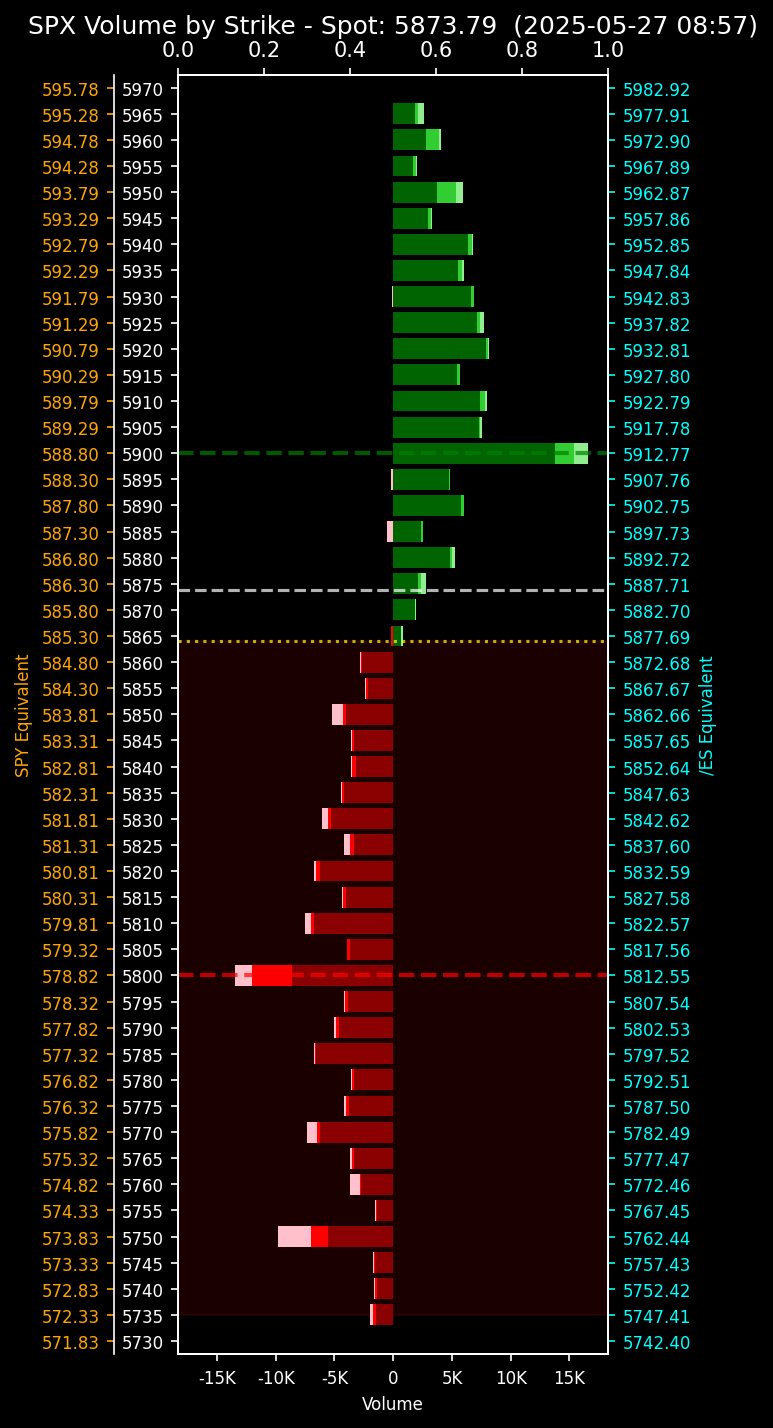 SPX Volume by Strike - Spot: 5873.79 (2025-05-27 08:57)
0.0 0.2 0.4 0.6 0.8 1.0
595.78 5970 5982.92
595.28 5965 5977.91
594.78 5960 5972.90
594.28 5955 5967.89
593.79 5950 5962.87
593.29 5945 5957.86
592.79 5940 5952.85
592.29 5935 5947.84
591.79 5930 5942.83
591.29 5925 5937.82
590.79 5920 5932.81
590.29 5915 5927.80
589.79 5910 5922.79
589.29 5905 5917.78
588.80 5900 5912.77
588.30 5895 5907.76
587.80 5890 5902.75
587.30 5885 5897.73
586.80 5880 5892.72
586.30 5875 5887.71
585.80 5870 5882.70
585.30 5865 5877.69
584.80 5860 5872.68
584.30 5855 5867.67
583.81 5850 5862.66
583.31 5845 5857.65
582.81 5840 5852.64
582.31 5835 5847.63
581.81 5830 5842.62
581.31 5825 5837.60
580.81 5820 5832.59
580.31 5815 5827.58
579.81 5810 5822.57
579.32 5805 5817.56
578.82 5800 5812.55
578.32 5795 5807.54
577.82 5790 5802.53
577.32 5785 5797.52
576.82 5780 5792.51
576.32 5775 5787.50
575.82 5770 5782.49
575.32 5765 5777.47
574.82 5760 5772.46
574.33 5755 5767.45
573.83 5750 5762.44
573.33 5745 5757.43
572.83 5740 5752.42
572.33 5735 5747.41
571.83 5730 5742.40
SPY Equivalent
/ES Equivalent
-15K -10K -5K 0 5K 10K 15K
Volume